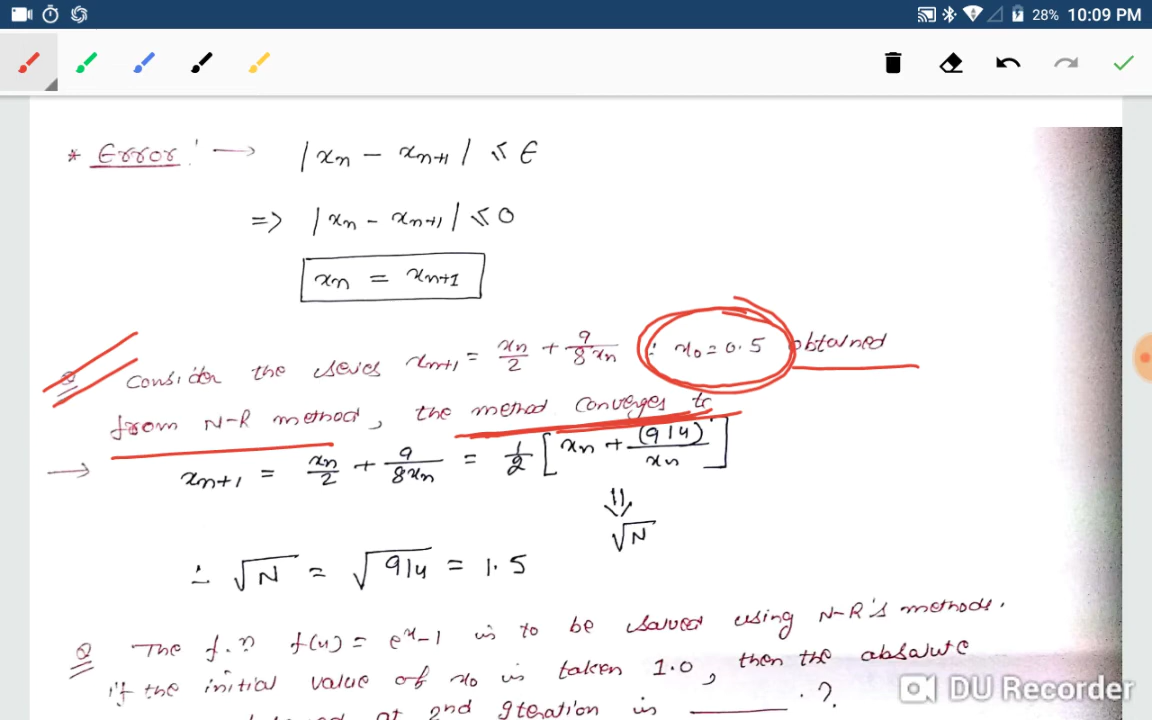 28% 10:09 PM
* Error: → |xn - xn+1| ≤ ϵ
=> |xn - xn+1| ≤ 0
xn = xn+1
Q Consider the series xn+1 = xn/2 + 9/8xn ; x0 = 0.5 obtained
from N-R method, the method converges to
→ xn+1 = xn/2 + 9/8xn = 1/2 [xn + (9/4)/xn]
⇓
√N
∴ √N = √9/4 = 1.5
Q The f.n f(x) = e^x-1 is to be solved using N-R's methods.
if the initial value of x0 is taken 1.0, then the absolute
at 2nd iteration is ______ . ?
DU Recorder